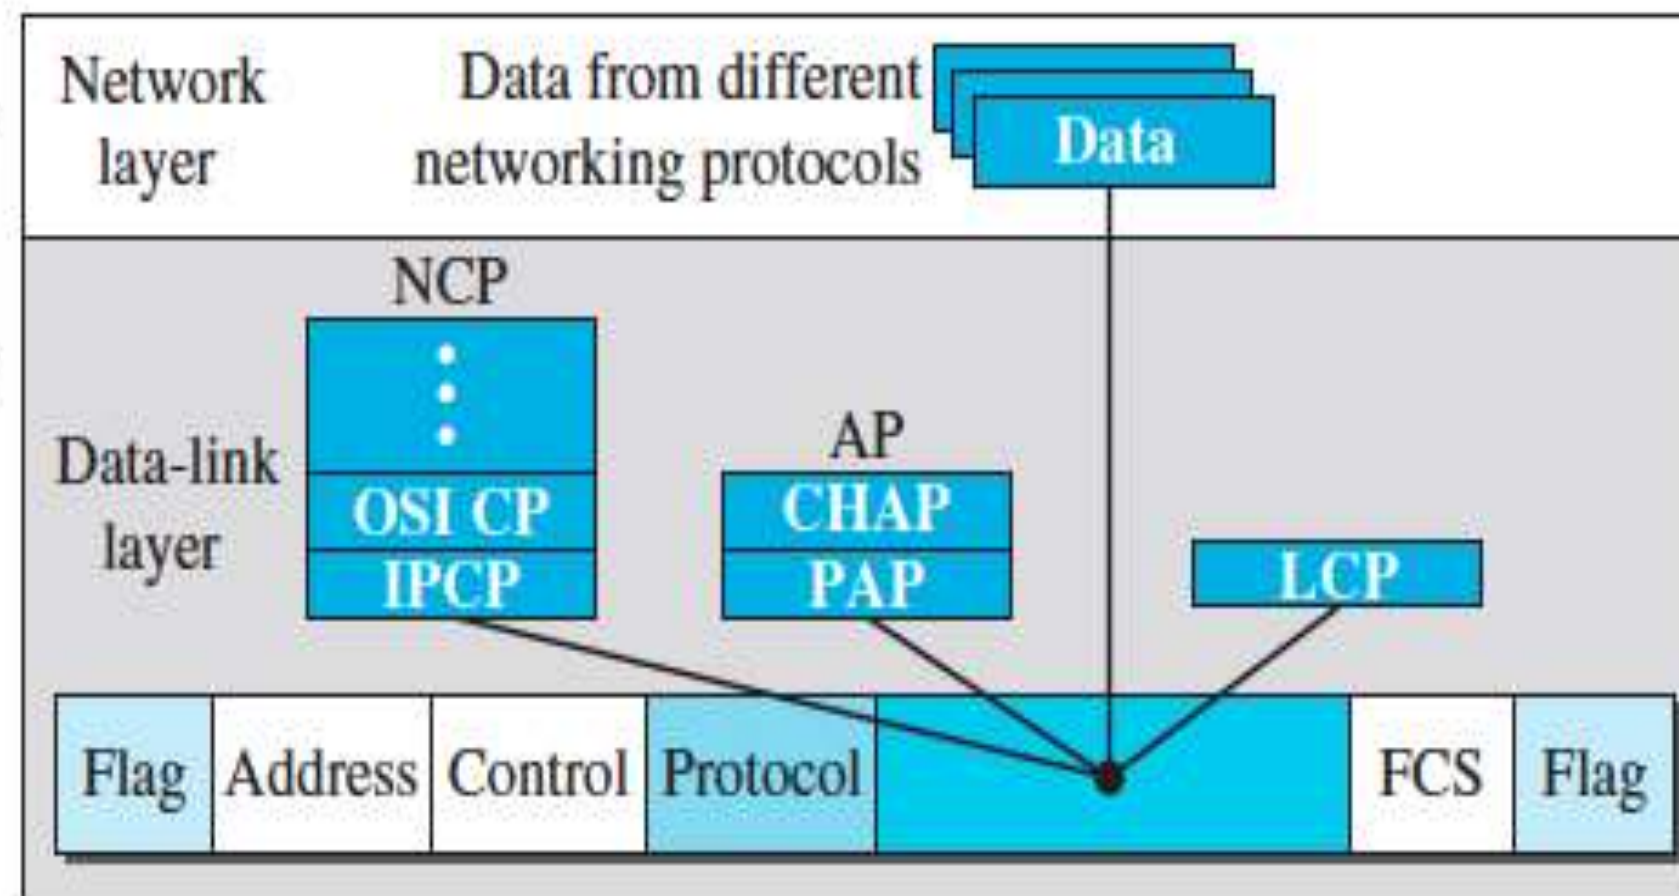 Network
layer
Data from different
networking protocols
Data
NCP
Data-link
layer
OSI CP
IPCP
AP
CHAP
PAP
LCP
Flag Address Control Protocol FCS Flag